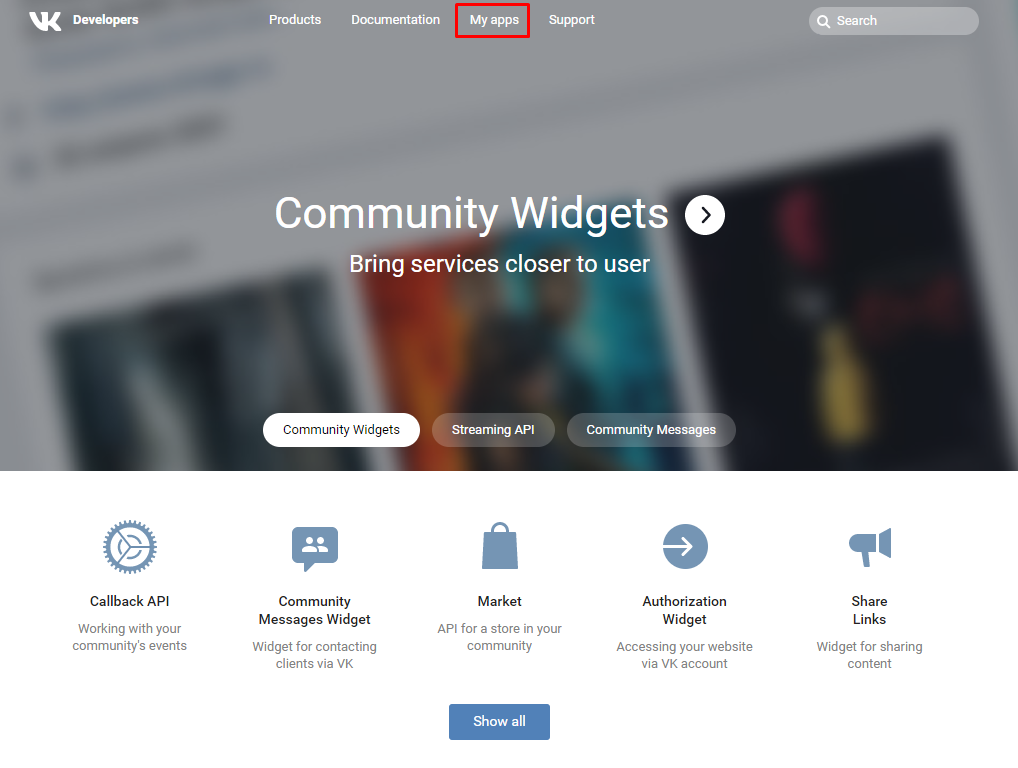 VK Developers Products Documentation My apps Support Search
Community Widgets
Bring services closer to user
Community Widgets Streaming API Community Messages
Callback API
Working with your
community's events
Community
Messages Widget
Widget for contacting
clients via VK
Market
API for a store in your
community
Authorization
Widget
Accessing your website
via VK account
Share
Links
Widget for sharing
content
Show all